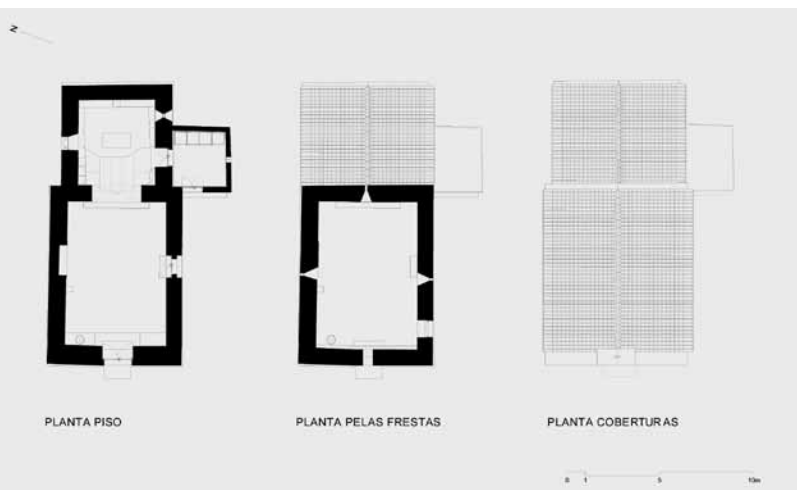 N
PLANTA PISO
PLANTA PELAS FRESTAS
PLANTA COBERTURAS
0 1 5 10m